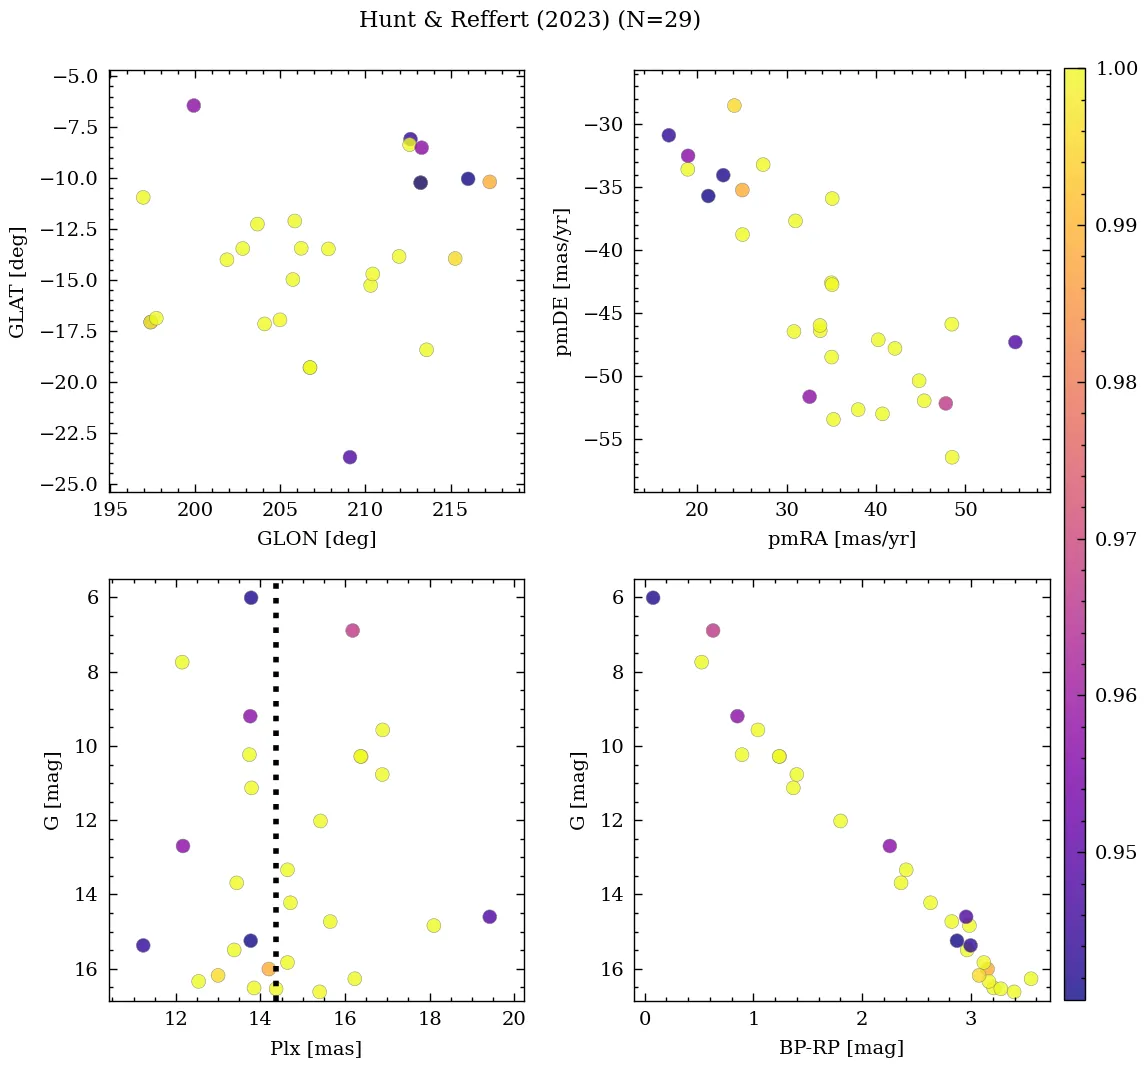 Hunt & Reffert (2023) (N=29)
−5.0
−7.5
−10.0
−12.5
−15.0
−17.5
−20.0
−22.5
−25.0
GLAT [deg]
195 200 205 210 215
GLON [deg]
−30
−35
−40
−45
−50
−55
pmDE [mas/yr]
20 30 40 50
pmRA [mas/yr]
6
8
10
12
14
16
G [mag]
12 14 16 18 20
Plx [mas]
6
8
10
12
14
16
G [mag]
0 1 2 3
BP-RP [mag]
1.00
0.99
0.98
0.97
0.96
0.95